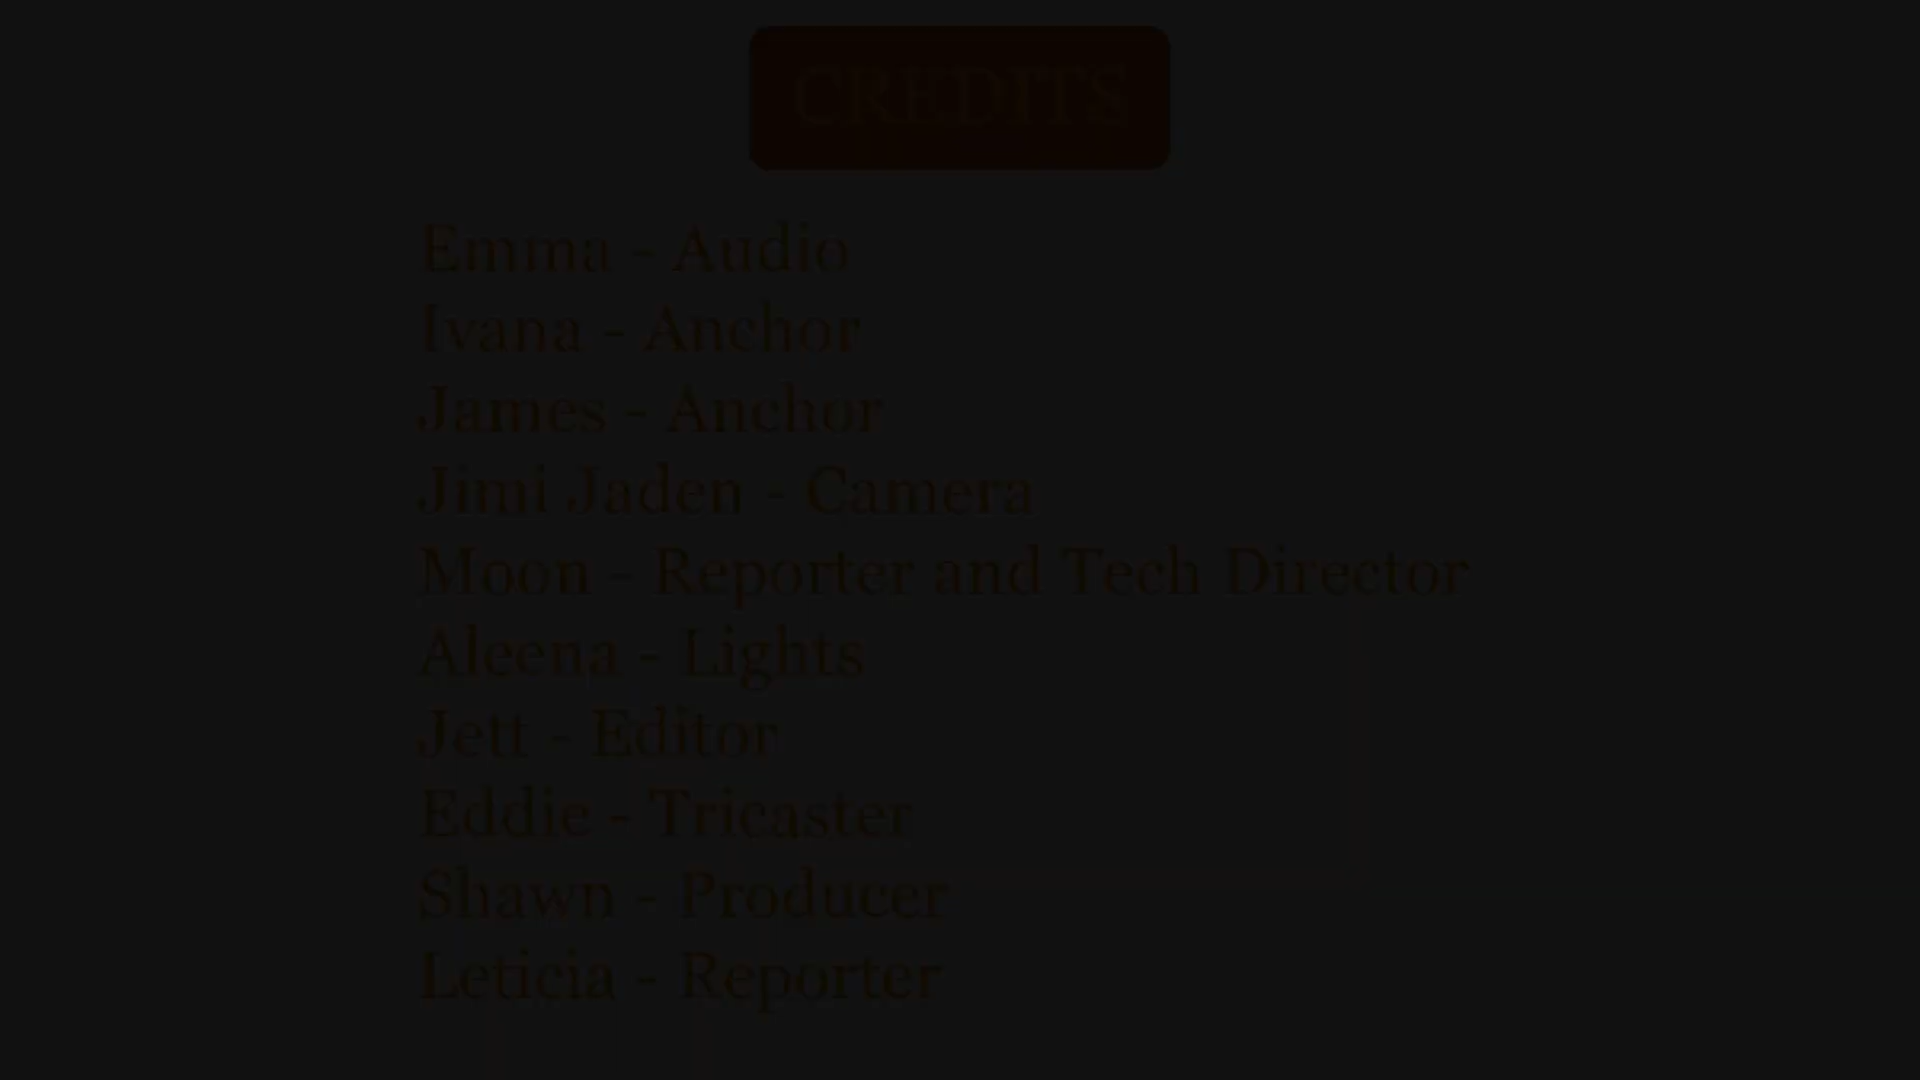 CREDITS
Emma - Audio
Ivana - Anchor
James - Anchor
Jimi Jaden - Camera
Moon - Reporter and Tech Director
Aleena - Lights
Jett - Editor
Eddie - Tricaster
Shawn - Producer
Leticia - Reporter